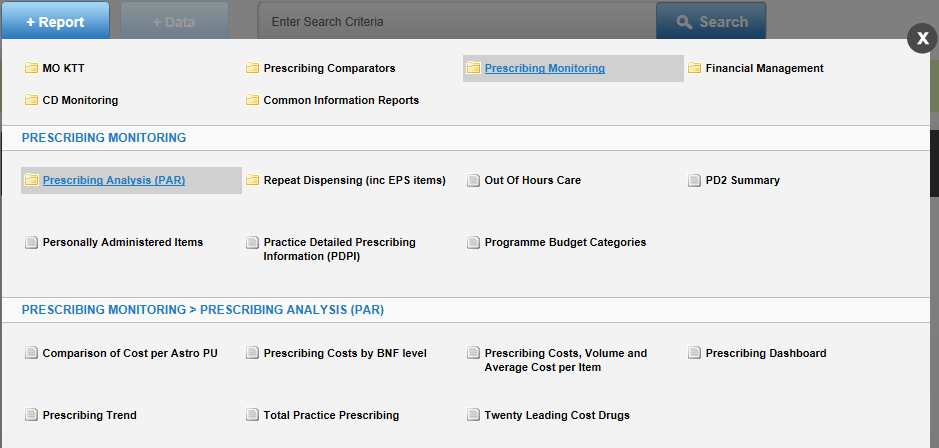 + Report
+ Data
Enter Search Criteria
Search
X
MO KTT
Prescribing Comparators
Prescribing Monitoring
Financial Management
CD Monitoring
Common Information Reports
PRESCRIBING MONITORING
Prescribing Analysis (PAR)
Repeat Dispensing (inc EPS items)
Out Of Hours Care
PD2 Summary
Personally Administered Items
Practice Detailed Prescribing
Information (PDPI)
Programme Budget Categories
PRESCRIBING MONITORING > PRESCRIBING ANALYSIS (PAR)
Comparison of Cost per Astro PU
Prescribing Costs by BNF level
Prescribing Costs, Volume and
Average Cost per Item
Prescribing Dashboard
Prescribing Trend
Total Practice Prescribing
Twenty Leading Cost Drugs